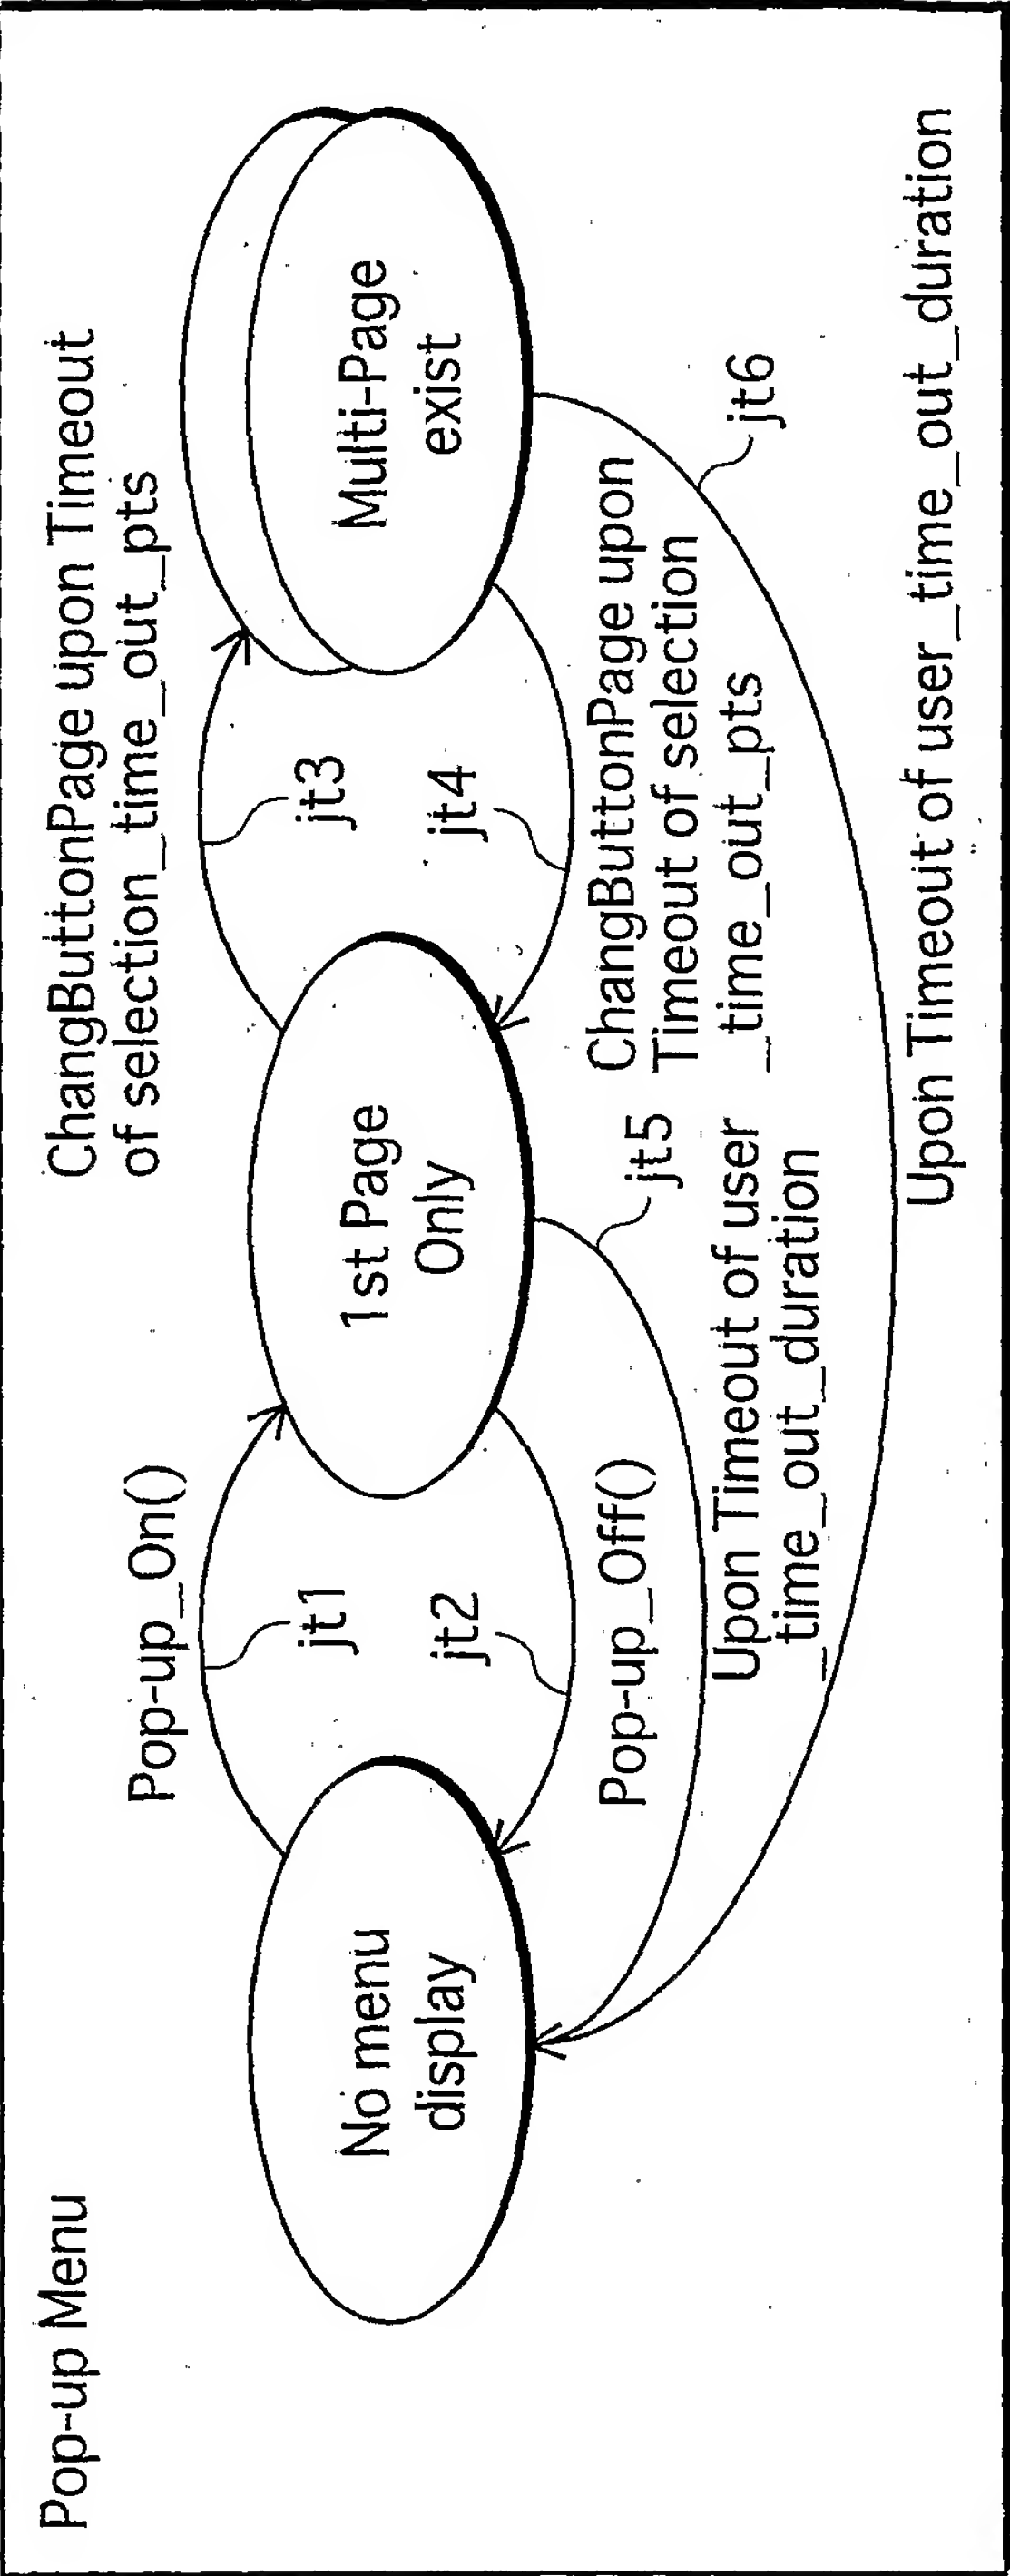 Pop-up Menu
Pop-up_On()
ChangButtonPage upon Timeout
of selection_time_out_pts
jt1
jt3
No menu
display
1st Page
Only
Multi-Page
exist
jt2
jt4
Pop-up_Off()
ChangButtonPage upon
Timeout of selection
_time_out_pts
jt5
jt6
Upon Timeout of user
_time_out_duration
Upon Timeout of user_time_out_duration